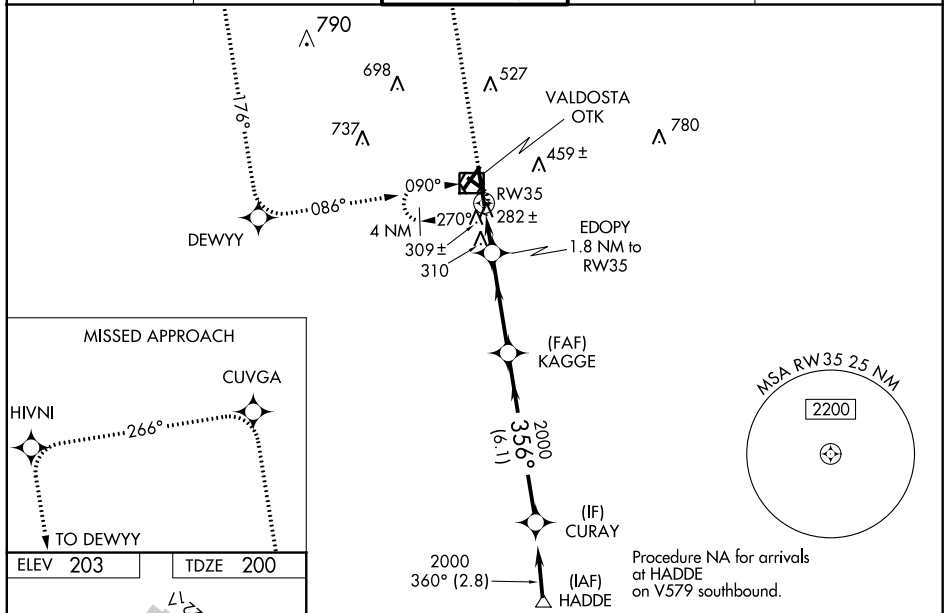 790
698
527
VALDOSTA
OTK
737
780
459 ±
176°
090°
RW35
086°
270°
282 ±
4 NM
DEWYY
309 ±
310
EDOPY
1.8 NM to
RW35
MISSED APPROACH
(FAF)
KAGGE
CUVGA
HIVNI
266°
MSA RW35 25 NM
2200
2000
356°
(6.1)
TO DEWYY
(IF)
CURAY
ELEV 203
TDZE 200
2000
360° (2.8)
(IAF)
HADDE
Procedure NA for arrivals
at HADDE
on V579 southbound.